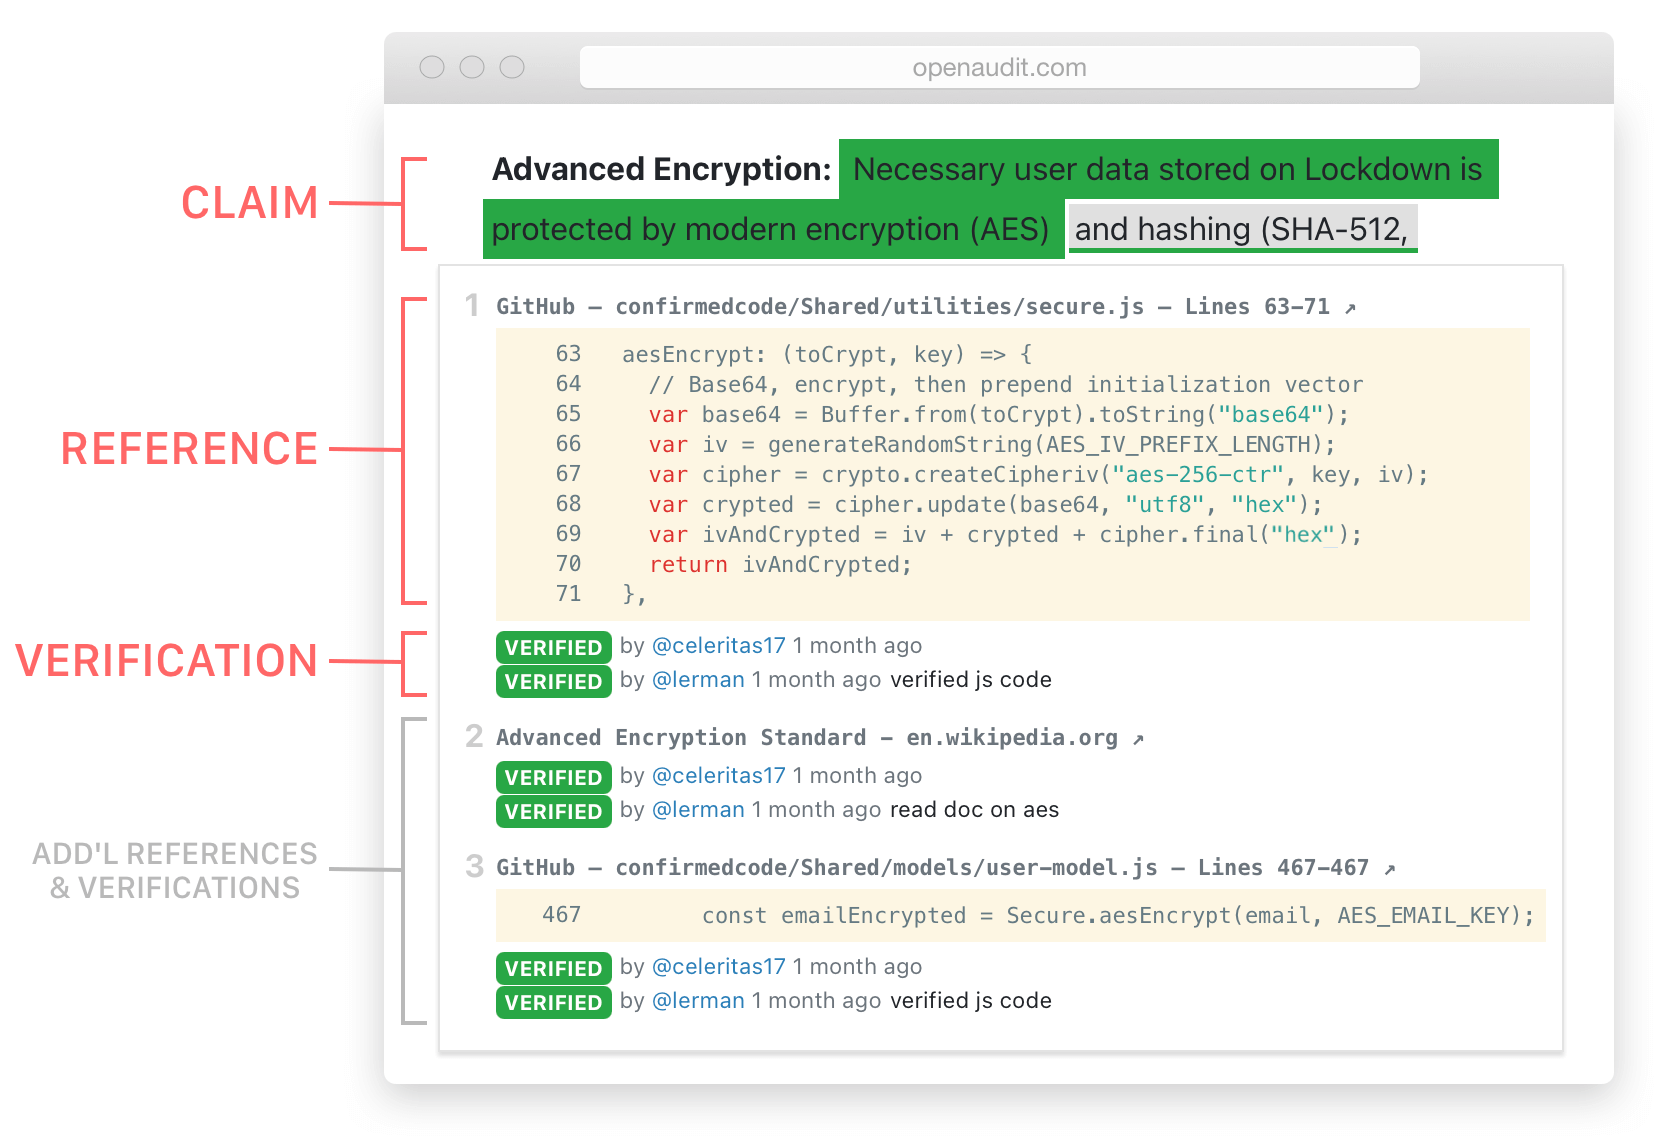 openaudit.com
CLAIM
Advanced Encryption: Necessary user data stored on Lockdown is
protected by modern encryption (AES) and hashing (SHA-512,
REFERENCE
1 GitHub – confirmedcode/Shared/utilities/secure.js – Lines 63–71 ↗
63 aesEncrypt: (toCrypt, key) => {
64 // Base64, encrypt, then prepend initialization vector
65 var base64 = Buffer.from(toCrypt).toString("base64");
66 var iv = generateRandomString(AES_IV_PREFIX_LENGTH);
67 var cipher = crypto.createCipheriv("aes-256-ctr", key, iv);
68 var crypted = cipher.update(base64, "utf8", "hex");
69 var ivAndCrypted = iv + crypted + cipher.final("hex");
70 return ivAndCrypted;
71 },
VERIFICATION
VERIFIED by @celeritas17 1 month ago
VERIFIED by @lerman 1 month ago verified js code
ADD'L REFERENCES
& VERIFICATIONS
2 Advanced Encryption Standard – en.wikipedia.org ↗
VERIFIED by @celeritas17 1 month ago
VERIFIED by @lerman 1 month ago read doc on aes
3 GitHub – confirmedcode/Shared/models/user-model.js – Lines 467–467 ↗
467 const emailEncrypted = Secure.aesEncrypt(email, AES_EMAIL_KEY);
VERIFIED by @celeritas17 1 month ago
VERIFIED by @lerman 1 month ago verified js code